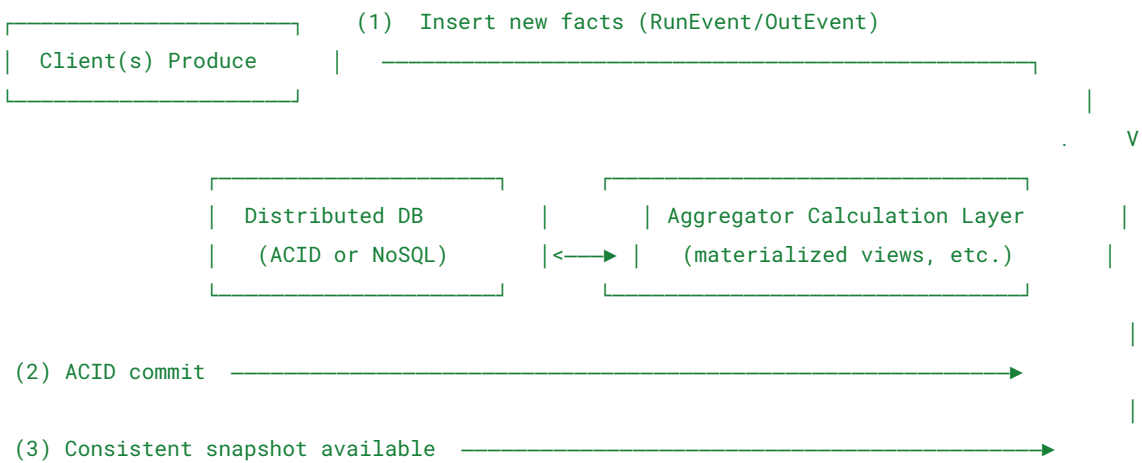 (1) Insert new facts (RunEvent/OutEvent)
Client(s) Produce
V
Distributed DB
Aggregator Calculation Layer
(ACID or NoSQL)
(materialized views, etc.)
(2) ACID commit
(3) Consistent snapshot available